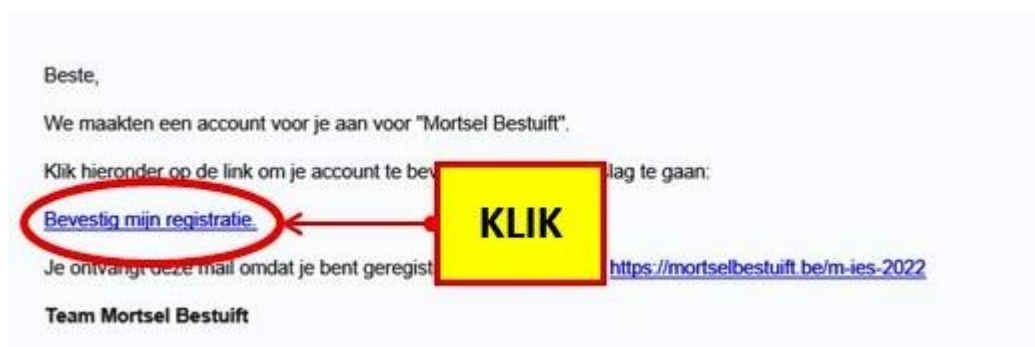 Beste,
We maakten een account voor je aan voor "Mortsel Bestuift".
Klik hieronder op de link om je account te bev lag te gaan:
Bevestig mijn registratie.
KLIK
Je ontvangt deze mail omdat je bent geregist https://mortselbestuift.be/m-ies-2022
Team Mortsel Bestuift